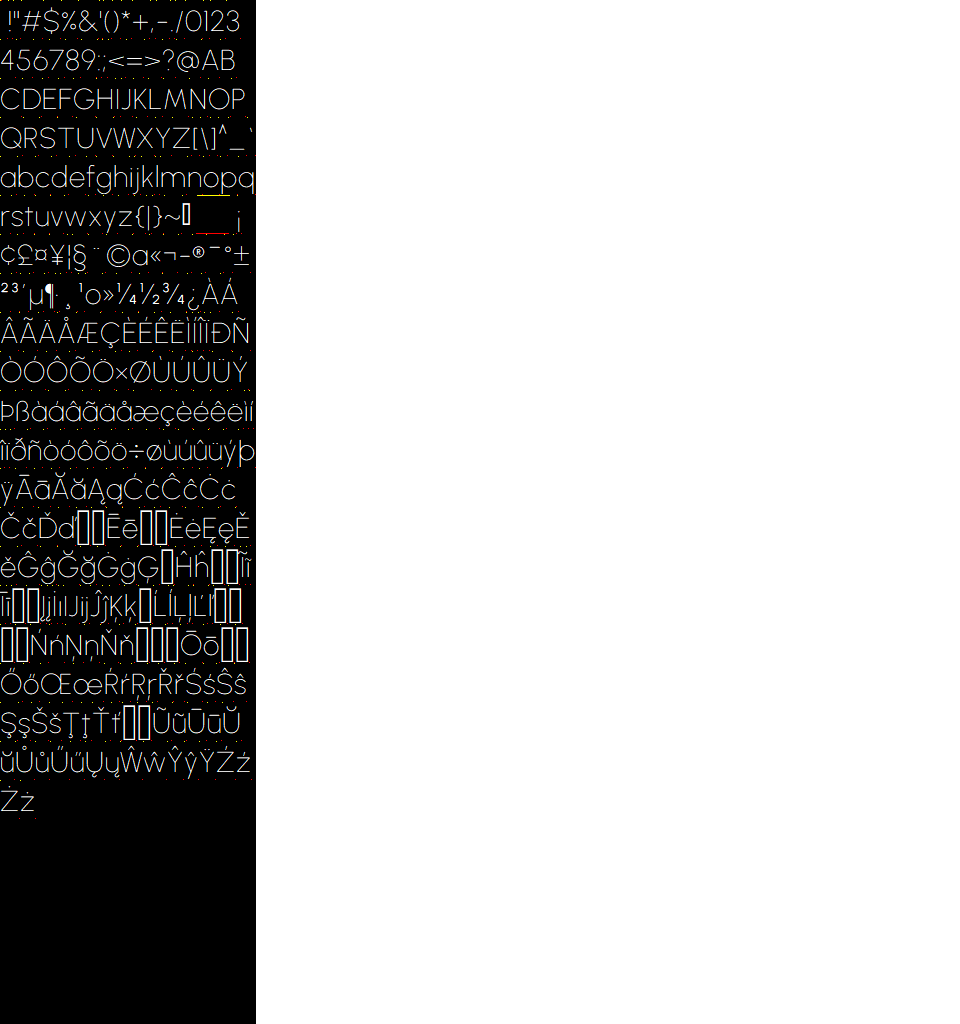 !"#$%&'()*+,-./0123
456789:;<=>?@AB
CDEFGHIJKLMNOP
QRSTUVWXYZ[\]^_`
abcdefghijklmnopq
rstuvwxyz{|}~▯ ¡
¢£¤¥¦§¨©ª«¬-®¯°±
²³´µ¶·¸¹º»¼½¾¿ÀÁ
ÂÃÄÅÆÇÈÉÊËÌÍÎÏÐÑ
ÒÓÔÕÖ×ØÙÚÛÜÝ
Þßàáâãäåæçèéêëìí
îïðñòóôõö÷øùúûüýþ
ÿĀāĂăĄąĆćĈĉĊċ
ČčĎď▯▯Ēē▯▯ĖėĘęĚ
ěĜĝĞğĠġĢ▯Ĥĥ▯▯Ĩĩ
Īī▯▯ĮįİıĲĳĴĵĶķ▯ĹĺĻļĽľ▯▯
▯▯ŃńŅņŇň▯▯▯Ōō▯▯
ŐőŒœŔŕŖŗŘřŚśŜŝ
ŞşŠšŢţŤť▯▯ŨũŪūŬ
ŭŮůŰűŲųŴŵŶŷŸŹź
Żż